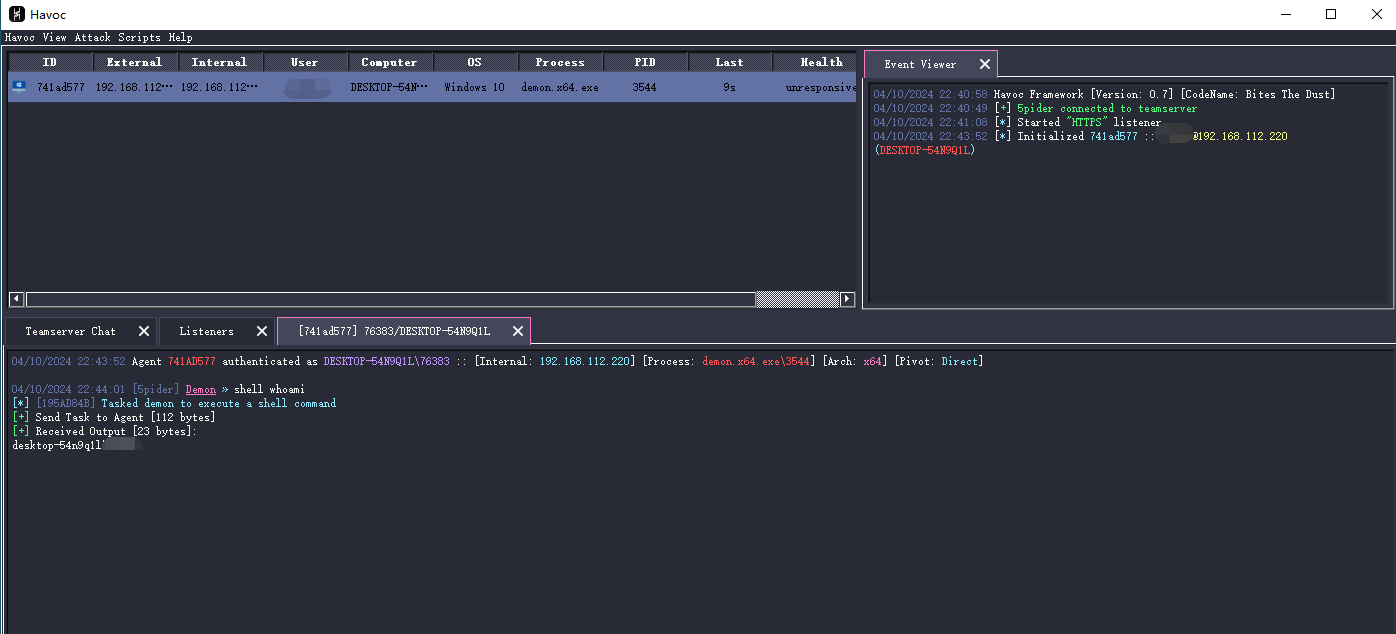 Havoc
Havoc View Attack Scripts Help
ID External Internal User Computer OS Process PID Last Health
741ad577 192.168.112⋯ 192.168.112⋯ DESKTOP-54N⋯ Windows 10 demon.x64.exe 3544 9s unresponsive
Event Viewer
04/10/2024 22:40:58 Havoc Framework [Version: 0.7] [CodeName: Bites The Dust]
04/10/2024 22:40:49 [+] 5pider connected to teamserver
04/10/2024 22:41:08 [*] Started "HTTPS" listener
04/10/2024 22:43:52 [*] Initialized 741ad577 :: @192.168.112.220
(DESKTOP-54N9Q1L)
Teamserver Chat Listeners [741ad577] 76383/DESKTOP-54N9Q1L
04/10/2024 22:43:52 Agent 741AD577 authenticated as DESKTOP-54N9Q1L\76383 :: [Internal: 192.168.112.220] [Process: demon.x64.exe\3544] [Arch: x64] [Pivot: Direct]
04/10/2024 22:44:01 [5pider] Demon » shell whoami
[*] [195AD84B] Tasked demon to execute a shell command
[+] Send Task to Agent [112 bytes]
[+] Received Output [23 bytes]:
desktop-54n9q1l\